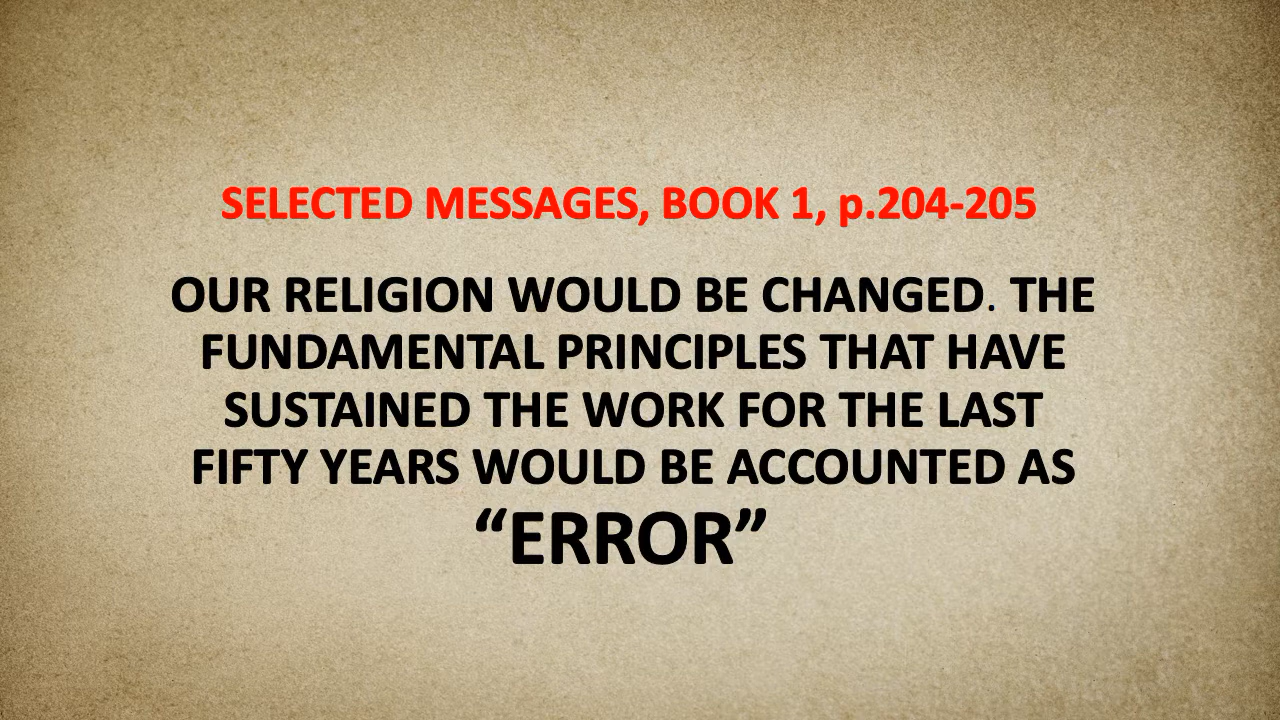 SELECTED MESSAGES, BOOK 1, p.204-205
OUR RELIGION WOULD BE CHANGED. THE
FUNDAMENTAL PRINCIPLES THAT HAVE
SUSTAINED THE WORK FOR THE LAST
FIFTY YEARS WOULD BE ACCOUNTED AS
“ERROR”